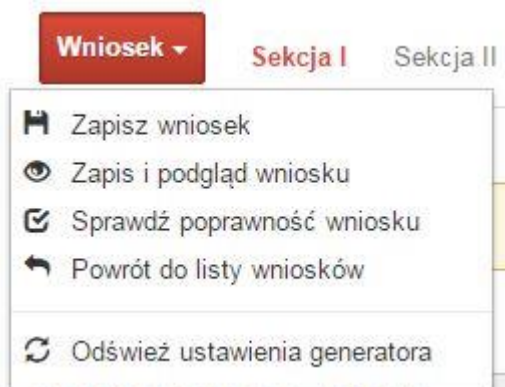 Wniosek Sekcja I Sekcja II
Zapisz wniosek
Zapis i podgląd wniosku
Sprawdź poprawność wniosku
Powrót do listy wniosków
Odśwież ustawienia generatora